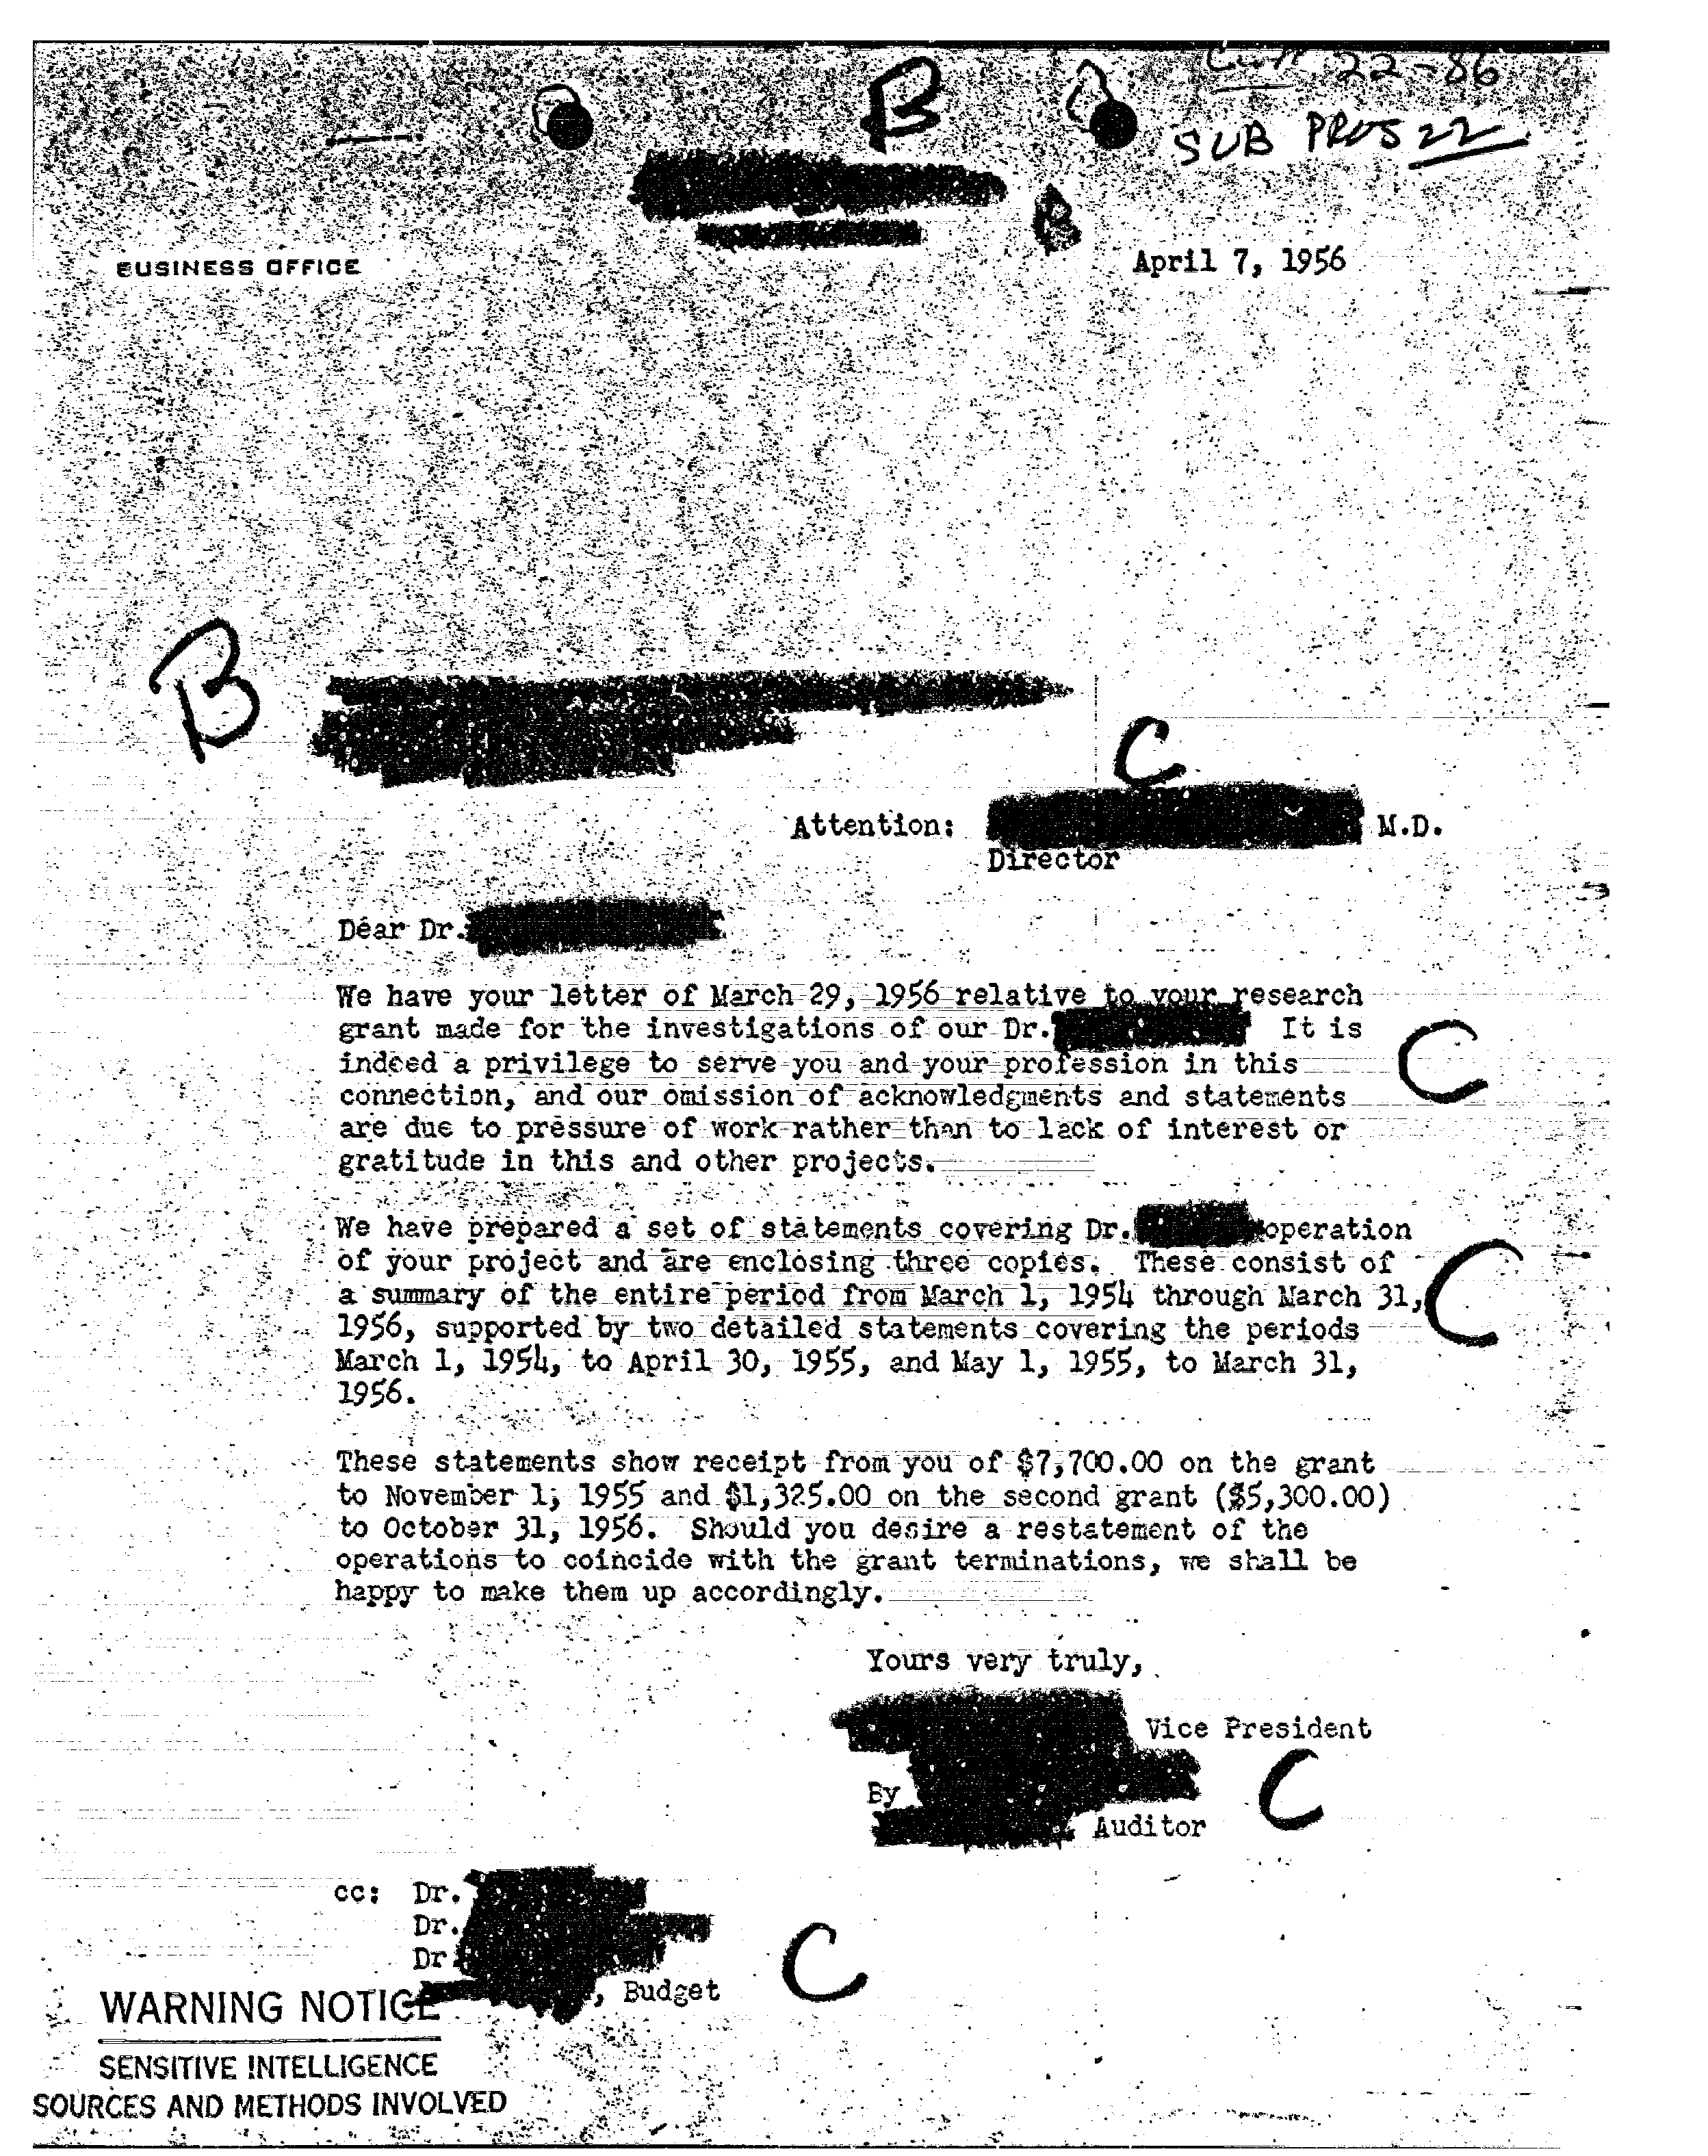 22-86
B
SUB PROJ 22
B
BUSINESS OFFICE
April 7, 1956
B
C
Attention: M.D.
Director
Dear Dr.
We have your letter of March 29, 1956 relative to your research
grant made for the investigations of our Dr. It is
indeed a privilege to serve you and your profession in this
connection, and our omission of acknowledgments and statements
are due to pressure of work rather than to lack of interest or
gratitude in this and other projects.
C
We have prepared a set of statements covering Dr. operation
of your project and are enclosing three copies. These consist of
a summary of the entire period from March 1, 1954 through March 31,
1956, supported by two detailed statements covering the periods
March 1, 1954, to April 30, 1955, and May 1, 1955, to March 31,
1956.
C
These statements show receipt from you of $7,700.00 on the grant
to November 1, 1955 and $1,325.00 on the second grant ($5,300.00)
to October 31, 1956. Should you desire a restatement of the
operations to coincide with the grant terminations, we shall be
happy to make them up accordingly.
Yours very truly,
Vice President
By
Auditor
C
cc: Dr.
Dr.
Dr
, Budget
C
WARNING NOTICE
SENSITIVE INTELLIGENCE
SOURCES AND METHODS INVOLVED